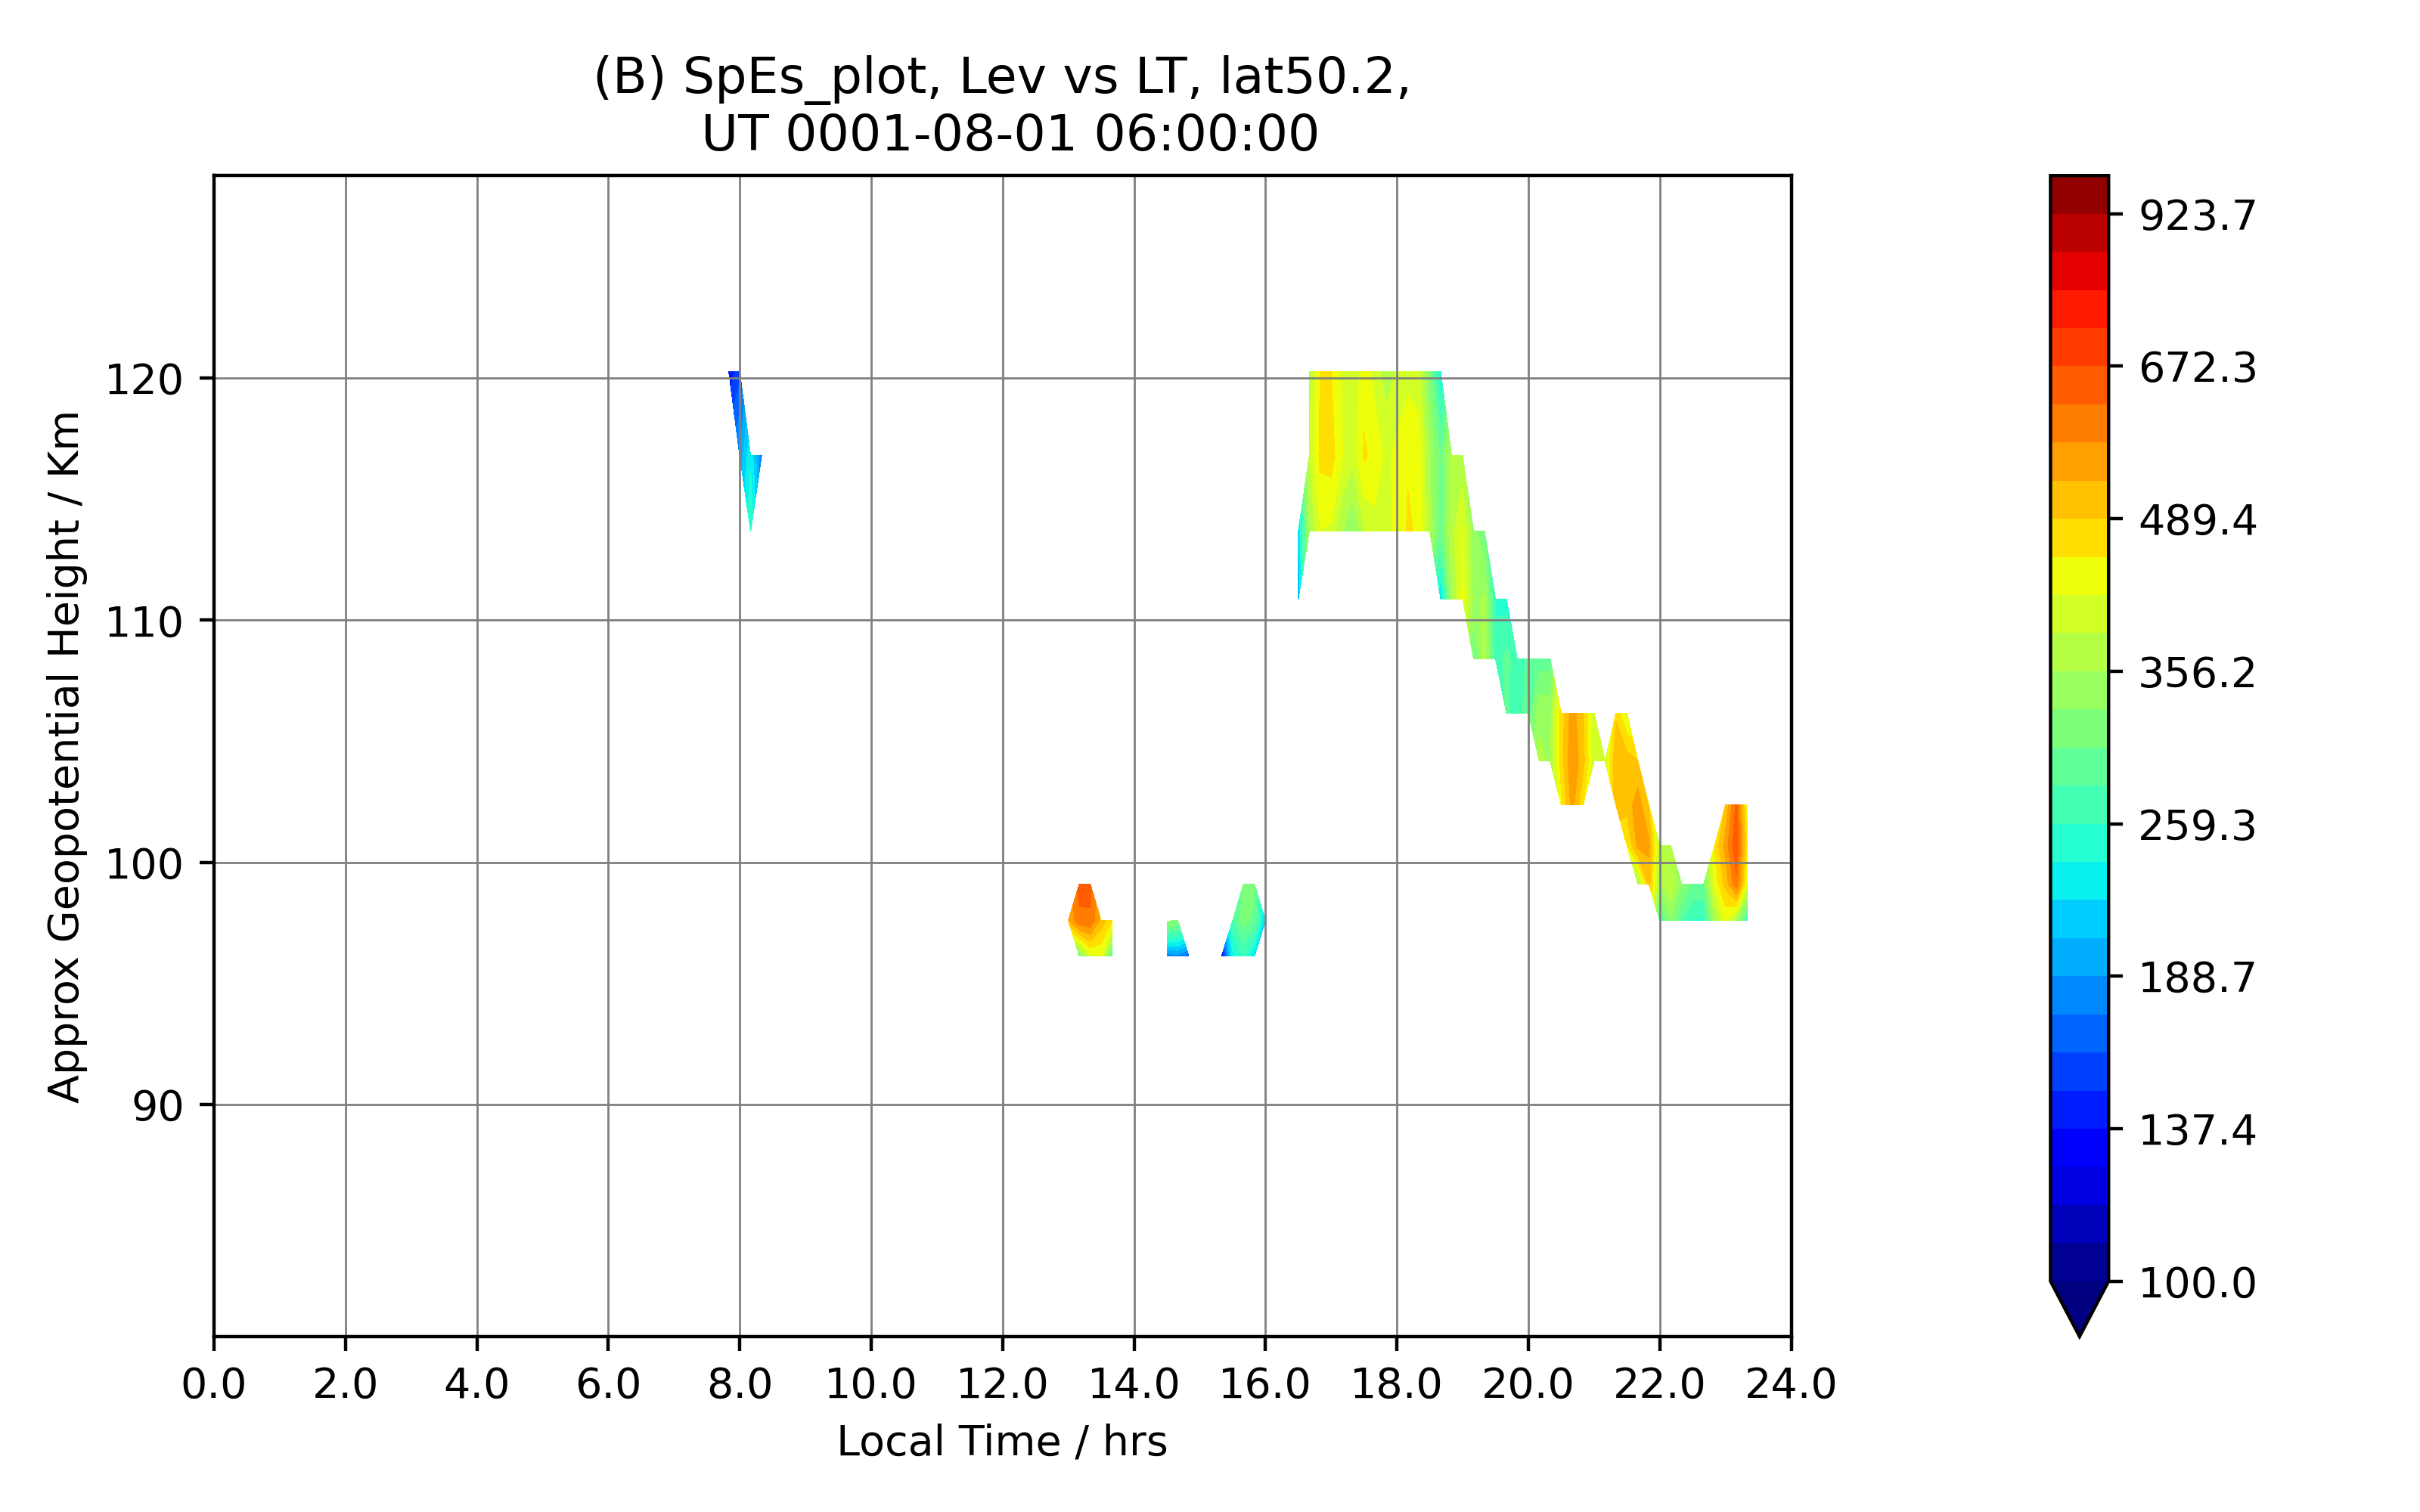 (B) SpEs_plot, Lev vs LT, lat50.2,
UT 0001-08-01 06:00:00
Approx Geopotential Height / Km
120
110
100
90
0.0 2.0 4.0 6.0 8.0 10.0 12.0 14.0 16.0 18.0 20.0 22.0 24.0
Local Time / hrs
923.7
672.3
489.4
356.2
259.3
188.7
137.4
100.0